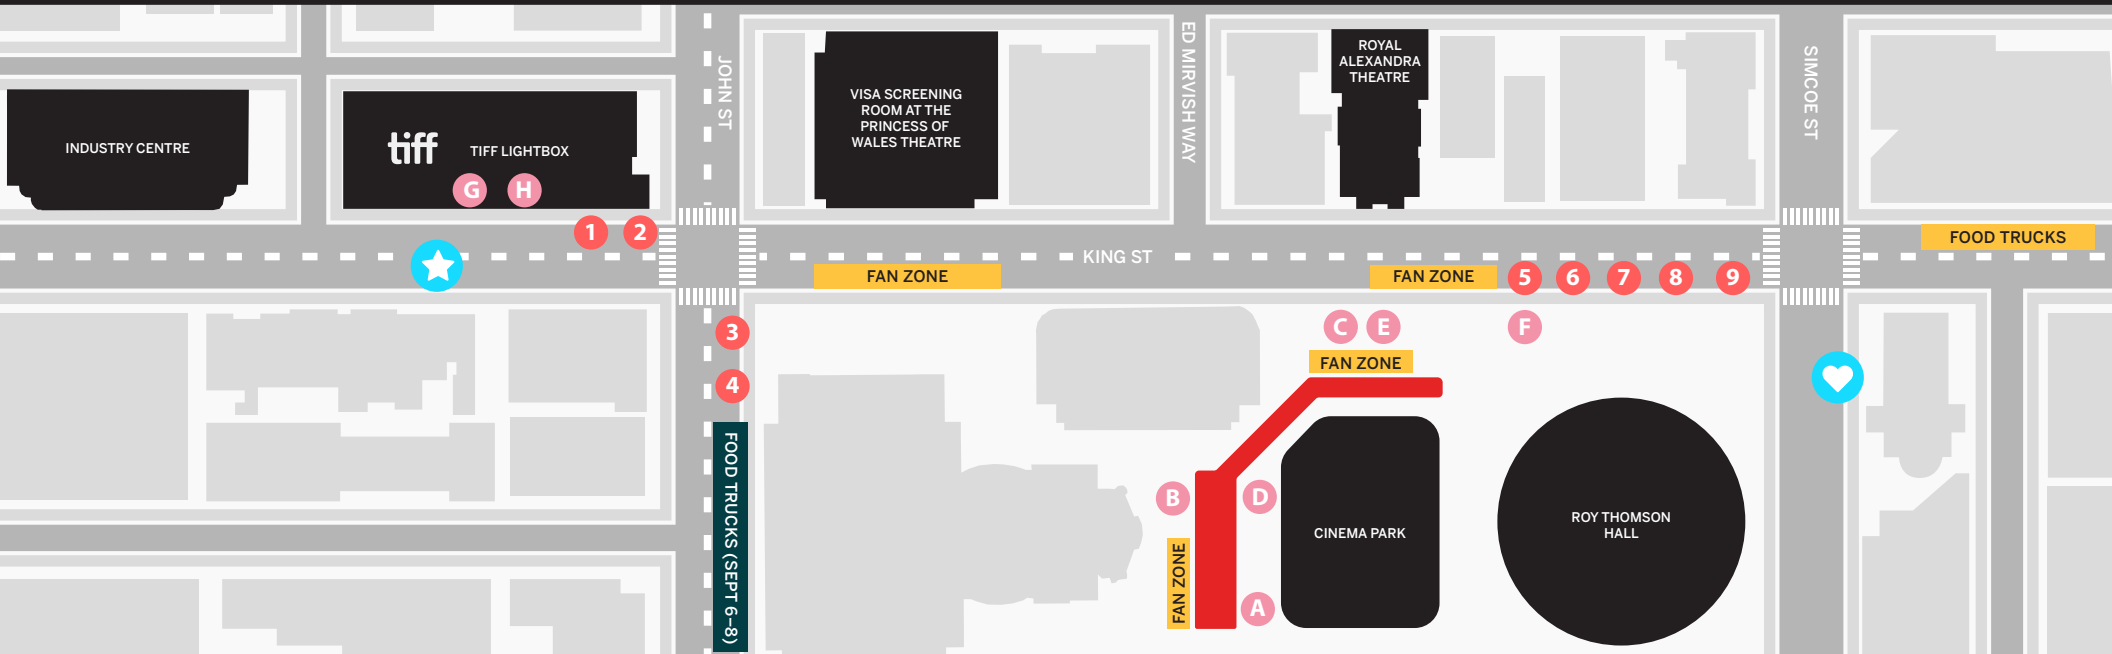 INDUSTRY CENTRE
tiff
TIFF LIGHTBOX
G
H
1
2
JOHN ST
VISA SCREENING
ROOM AT THE
PRINCESS OF
WALES THEATRE
ED MIRVISH WAY
ROYAL
ALEXANDRA
THEATRE
SIMCOE ST
FOOD TRUCKS
KING ST
FAN ZONE
FAN ZONE
5
6
7
8
9
3
4
FOOD TRUCKS (SEPT 6–8)
C
E
F
FAN ZONE
B
D
A
FAN ZONE
CINEMA PARK
ROY THOMSON
HALL